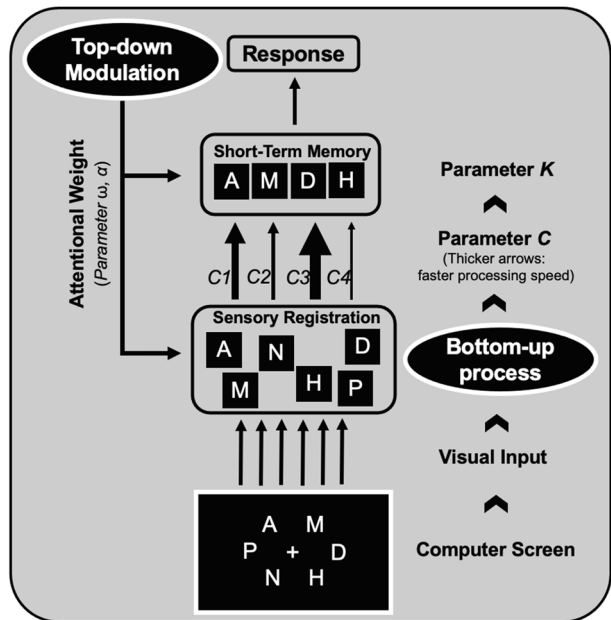 Top-down
Modulation
Response
Attentional Weight
(Parameter ω, α)
Short-Term Memory
A M D H
C1 C2 C3 C4
Sensory Registration
A N D
M H P
A M
P + D
N H
Parameter K
Parameter C
(Thicker arrows:
faster processing speed)
Bottom-up
process
Visual Input
Computer Screen